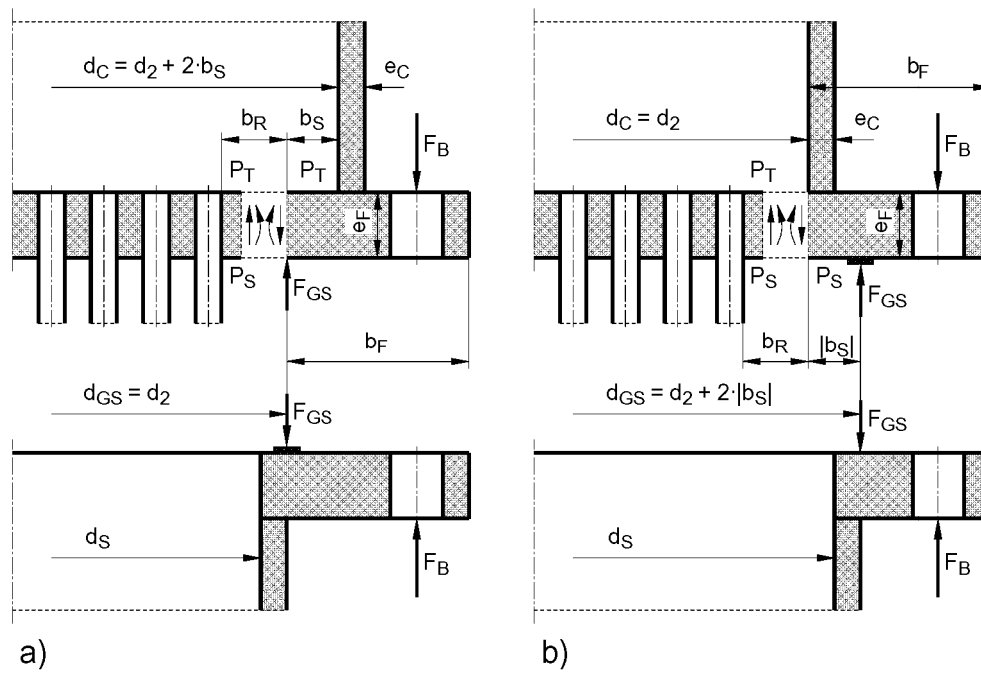 d_C = d_2 + 2·b_S
e_C
b_R
b_S
F_B
P_T
P_T
e_F
P_S
F_GS
b_F
d_GS = d_2
F_GS
d_S
F_B
a)
b_F
d_C = d_2
e_C
F_B
P_T
e_F
P_S
P_S
F_GS
b_R
|b_S|
d_GS = d_2 + 2·|b_S|
F_GS
d_S
F_B
b)